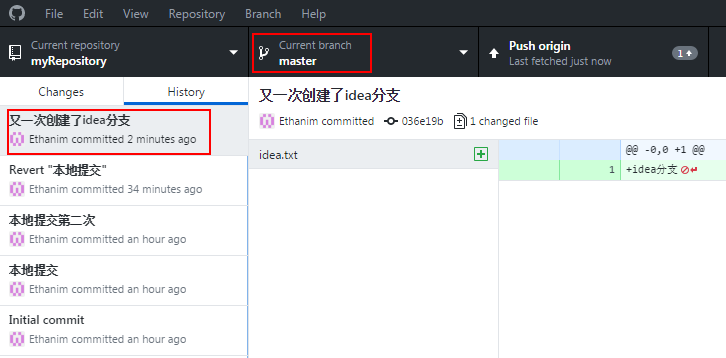 File Edit View Repository Branch Help
Current repository
myRepository
Current branch
master
Push origin
Last fetched just now
1
Changes History
又一次创建了idea分支
Ethanim committed 2 minutes ago
Revert "本地提交"
Ethanim committed 34 minutes ago
本地提交第二次
Ethanim committed an hour ago
本地提交
Ethanim committed an hour ago
Initial commit
Ethanim committed an hour ago
又一次创建了idea分支
Ethanim committed 036e19b 1 changed file
idea.txt
@@ -0,0 +1 @@
1 +idea分支